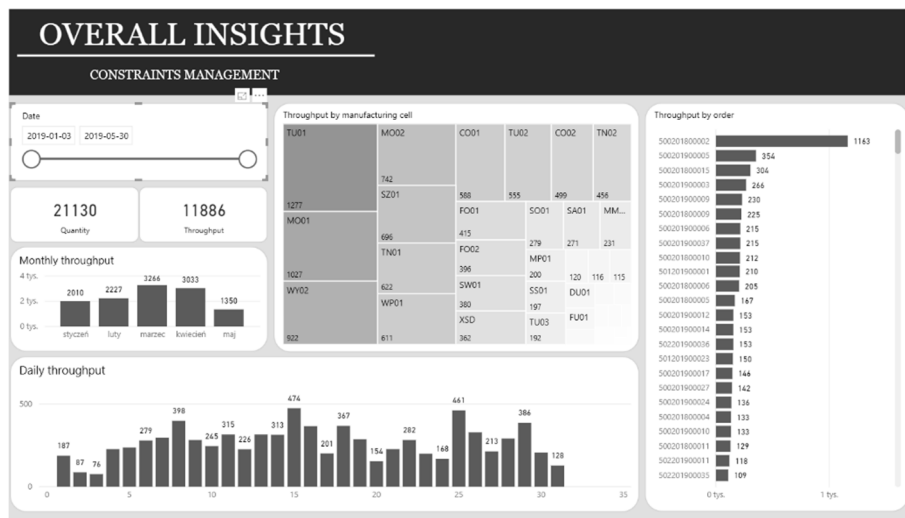 OVERALL INSIGHTS
CONSTRAINTS MANAGEMENT
Date
2019-01-03 2019-05-30
21130
Quantity
11886
Throughput
Monthly throughput
4 tys.
2 tys.
0 tys.
2010 2227 3266 3033 1350
styczeń luty marzec kwiecień maj
Throughput by manufacturing cell
TU01
1277
MO01
1027
WY02
922
MO02
742
SZ01
696
TN01
622
WP01
611
CO01
588
TU02
555
CO02
499
TN02
456
FO01
415
FO02
396
SW01
380
XSD
362
SO01
279
SA01
271
MM...
231
MP01
200
SS01
197
TU03
192
120 116 115
DU01
FU01
Throughput by order
500201800002 1163
500201900005 354
500201800015 304
500201900003 266
500201900009 230
500201800009 225
500201900006 215
500201900037 215
500201800010 212
501201900001 210
500201800006 205
500201800005 167
500201900012 153
500201900014 153
502201900036 153
501201900023 150
500201900017 146
500201900027 142
500201900024 136
500201800004 133
500201900010 133
500201800011 129
502201900011 118
502201900035 109
0 tys. 1 tys.
Daily throughput
500
0
187 87 76 279 398 245 315 226 313 474 201 367 154 282 168 461 213 386 128
0 5 10 15 20 25 30 35